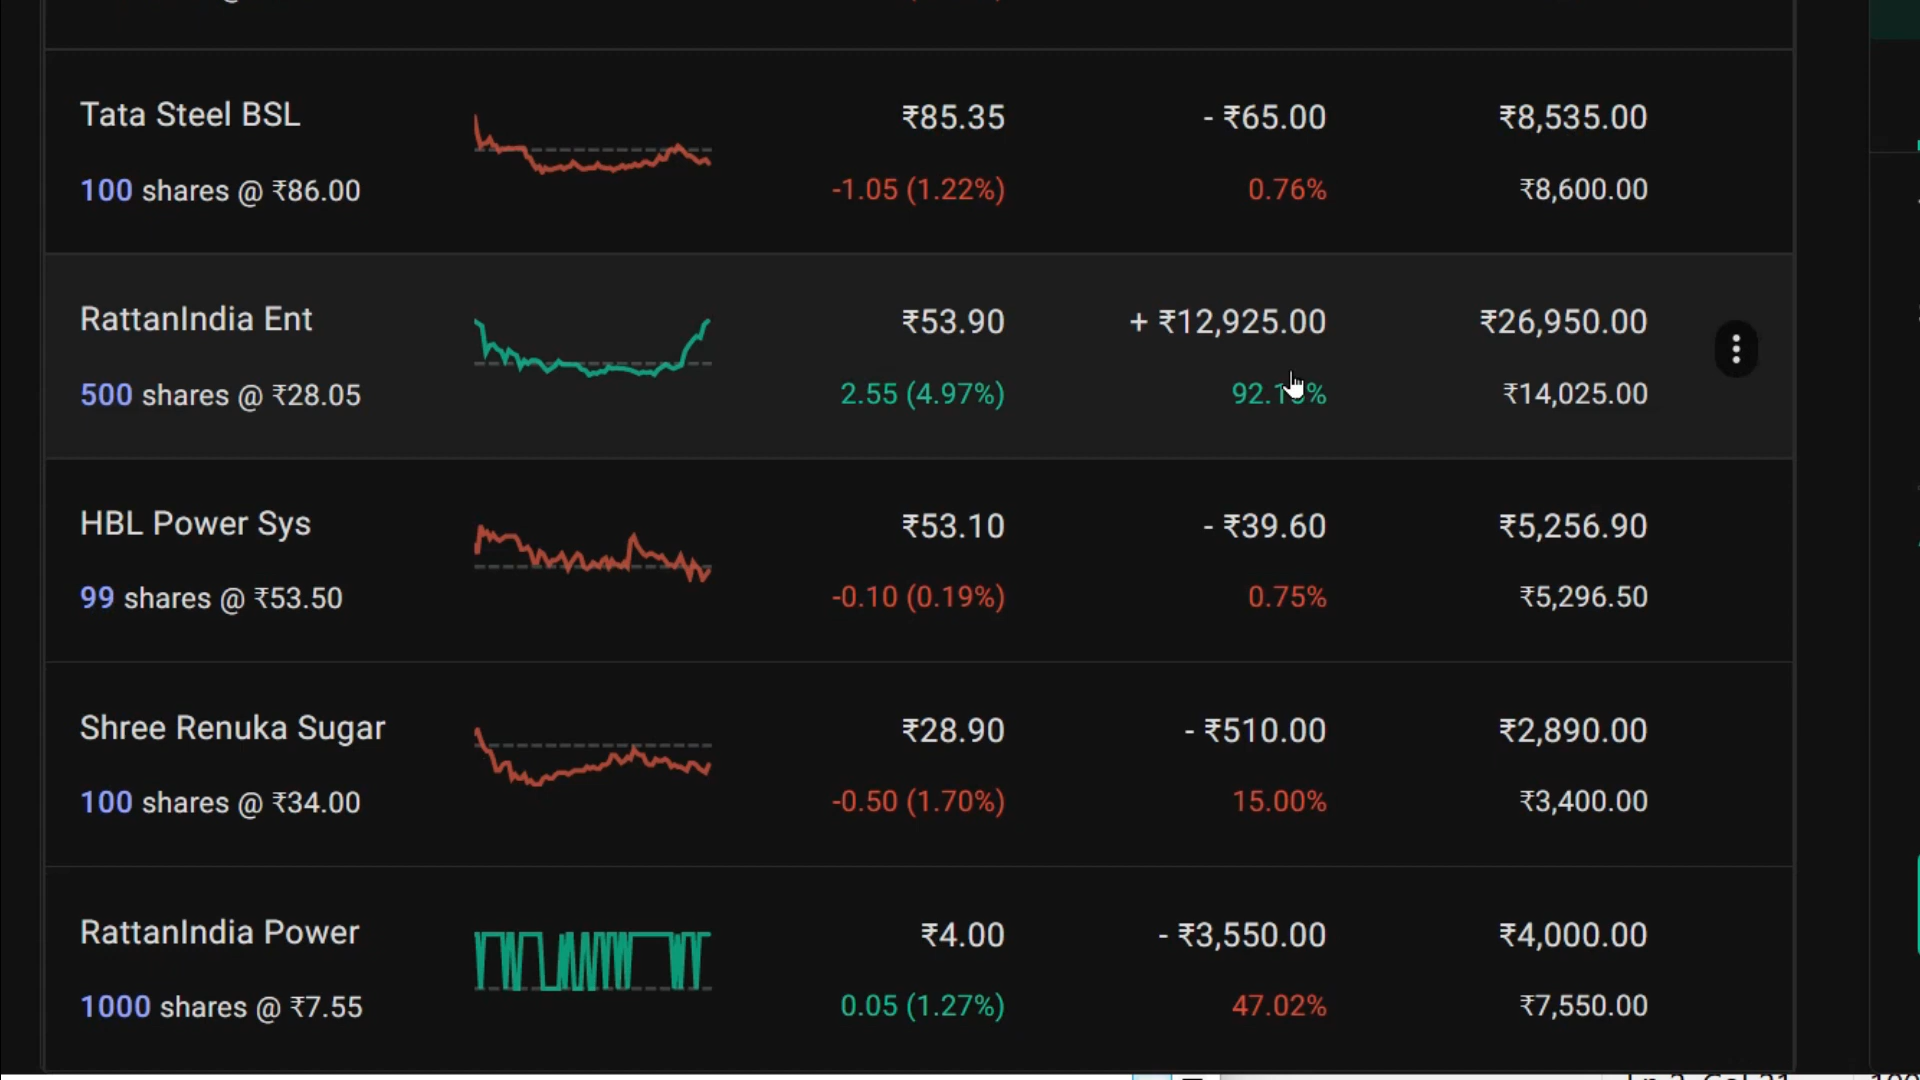 Tata Steel BSL
₹85.35
- ₹65.00
₹8,535.00
100 shares @ ₹86.00
-1.05 (1.22%)
0.76%
₹8,600.00
RattanIndia Ent
₹53.90
+ ₹12,925.00
₹26,950.00
500 shares @ ₹28.05
2.55 (4.97%)
₹14,025.00
HBL Power Sys
₹53.10
- ₹39.60
₹5,256.90
99 shares @ ₹53.50
-0.10 (0.19%)
0.75%
₹5,296.50
Shree Renuka Sugar
₹28.90
- ₹510.00
₹2,890.00
100 shares @ ₹34.00
-0.50 (1.70%)
15.00%
₹3,400.00
RattanIndia Power
₹4.00
- ₹3,550.00
₹4,000.00
1000 shares @ ₹7.55
0.05 (1.27%)
47.02%
₹7,550.00